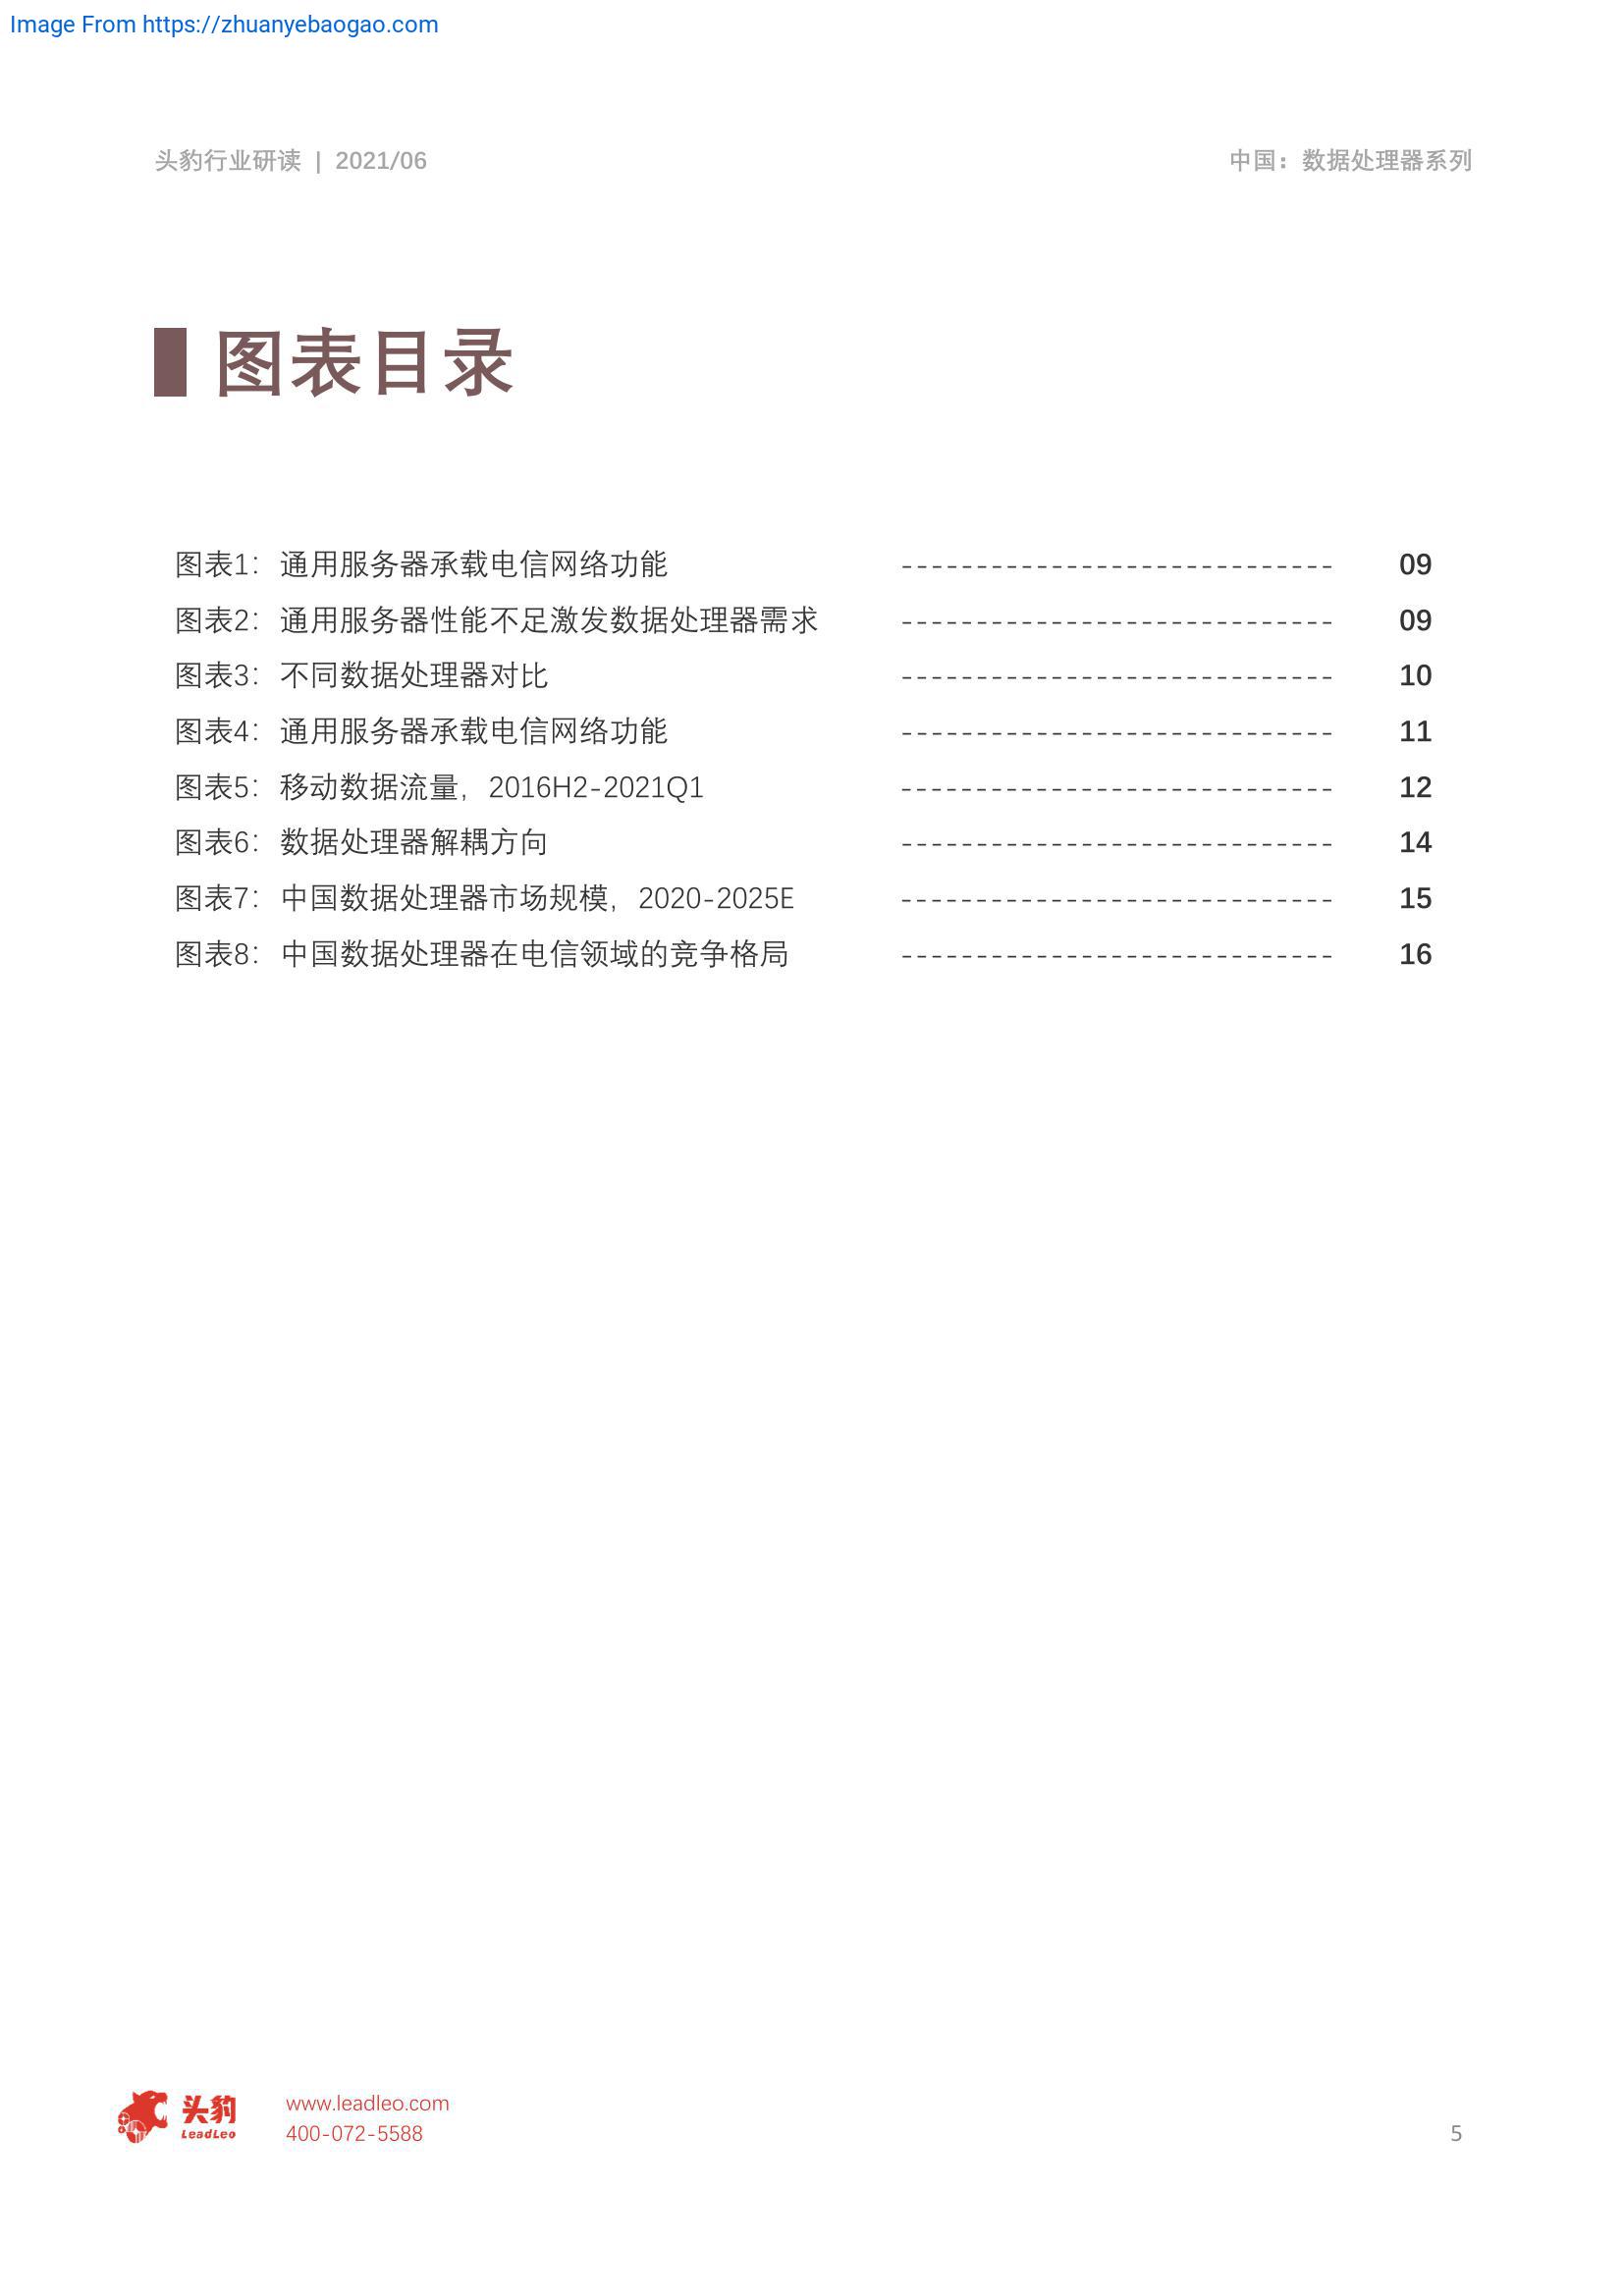 Image From https://zhuanyebaogao.com
头豹行业研读 | 2021/06
中国：数据处理器系列
图表目录
图表1：通用服务器承载电信网络功能 ----------------------------- 09
图表2：通用服务器性能不足激发数据处理器需求 ----------------------------- 09
图表3：不同数据处理器对比 ----------------------------- 10
图表4：通用服务器承载电信网络功能 ----------------------------- 11
图表5：移动数据流量，2016H2-2021Q1 ----------------------------- 12
图表6：数据处理器解耦方向 ----------------------------- 14
图表7：中国数据处理器市场规模，2020-2025E ----------------------------- 15
图表8：中国数据处理器在电信领域的竞争格局 ----------------------------- 16
头豹
LeadLeo
www.leadleo.com
400-072-5588
5